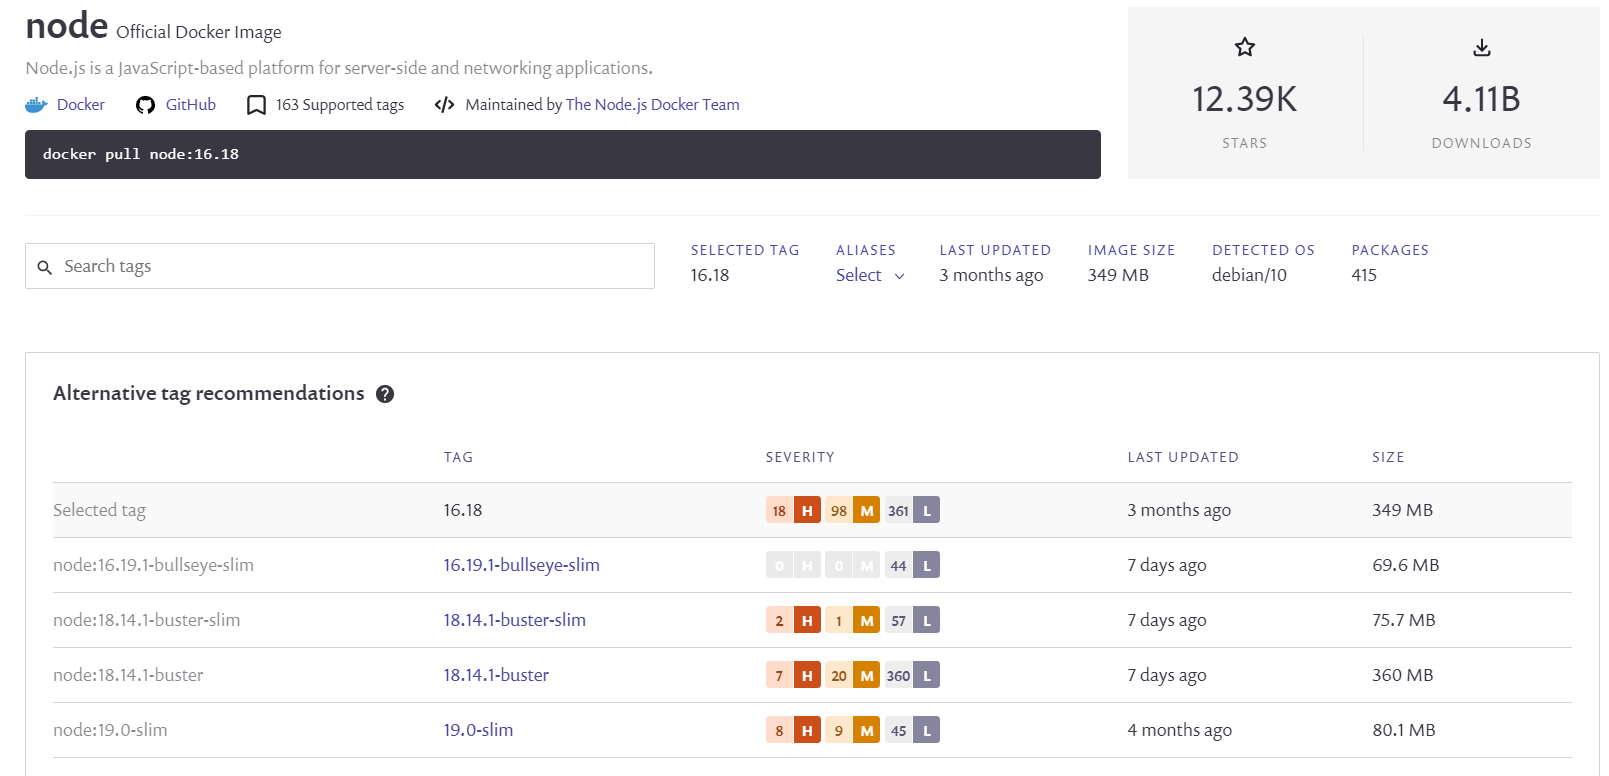 node Official Docker Image
Node.js is a JavaScript-based platform for server-side and networking applications.
Docker GitHub 163 Supported tags </> Maintained by The Node.js Docker Team
docker pull node:16.18
12.39K
STARS
4.11B
DOWNLOADS
Search tags
SELECTED TAG ALIASES LAST UPDATED IMAGE SIZE DETECTED OS PACKAGES
16.18 Select 3 months ago 349 MB debian/10 415
Alternative tag recommendations ?
TAG SEVERITY LAST UPDATED SIZE
Selected tag 16.18 18 H 98 M 361 L 3 months ago 349 MB
node:16.19.1-bullseye-slim 16.19.1-bullseye-slim 0 H 0 M 44 L 7 days ago 69.6 MB
node:18.14.1-buster-slim 18.14.1-buster-slim 2 H 1 M 57 L 7 days ago 75.7 MB
node:18.14.1-buster 18.14.1-buster 7 H 20 M 360 L 7 days ago 360 MB
node:19.0-slim 19.0-slim 8 H 9 M 45 L 4 months ago 80.1 MB